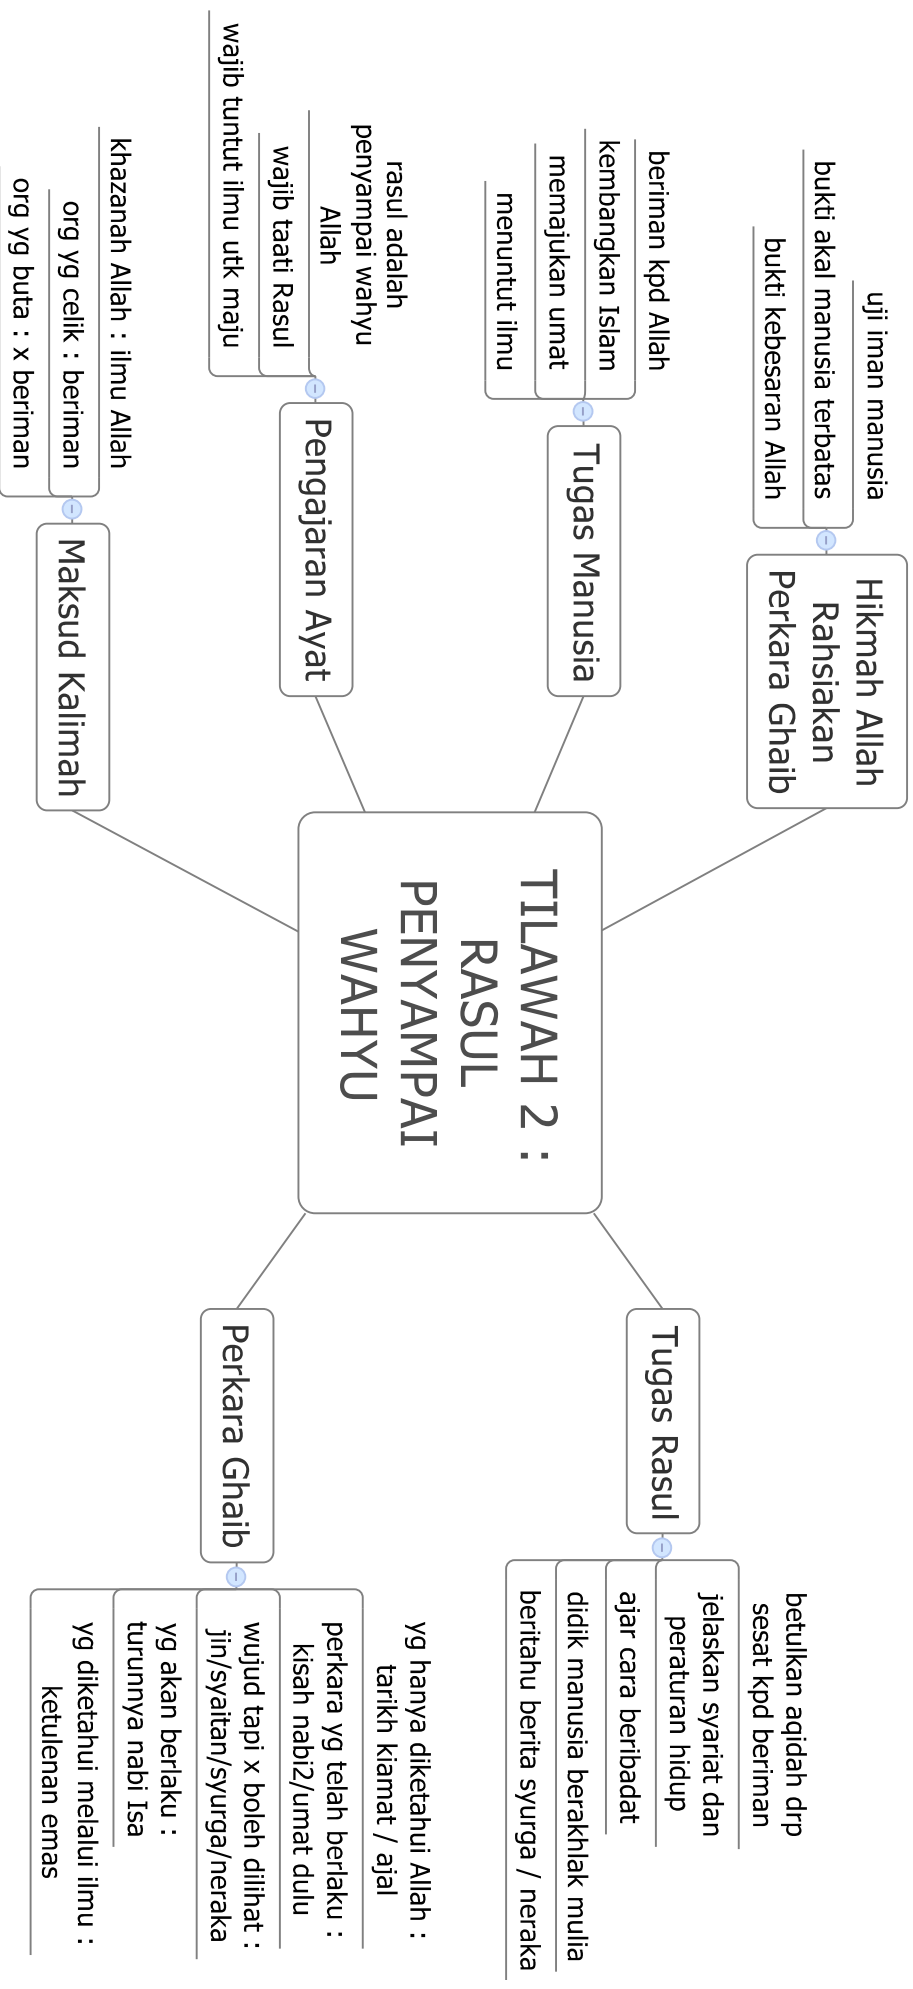 TILAWAH 2 :
RASUL
PENYAMPAI
WAHYU
Tugas Rasul
betulkan aqidah drp
sesat kpd beriman
jelaskan syariat dan
peraturan hidup
ajar cara beribadat
didik manusia berakhlak mulia
beritahu berita syurga / neraka
Perkara Ghaib
yg hanya diketahui Allah :
tarikh kiamat / ajal
perkara yg telah berlaku :
kisah nabi2/umat dulu
wujud tapi x boleh dilihat :
jin/syaitan/syurga/neraka
yg akan berlaku :
turunnya nabi Isa
yg diketahui melalui ilmu :
ketulenan emas
Hikmah Allah
Rahsiakan
Perkara Ghaib
uji iman manusia
bukti akal manusia terbatas
bukti kebesaran Allah
Tugas Manusia
beriman kpd Allah
kembangkan Islam
memajukan umat
menuntut ilmu
Pengajaran Ayat
rasul adalah
penyampai wahyu
Allah
wajib taati Rasul
wajib tuntut ilmu utk maju
Maksud Kalimah
khazanah Allah : ilmu Allah
org yg celik : beriman
org yg buta : x beriman